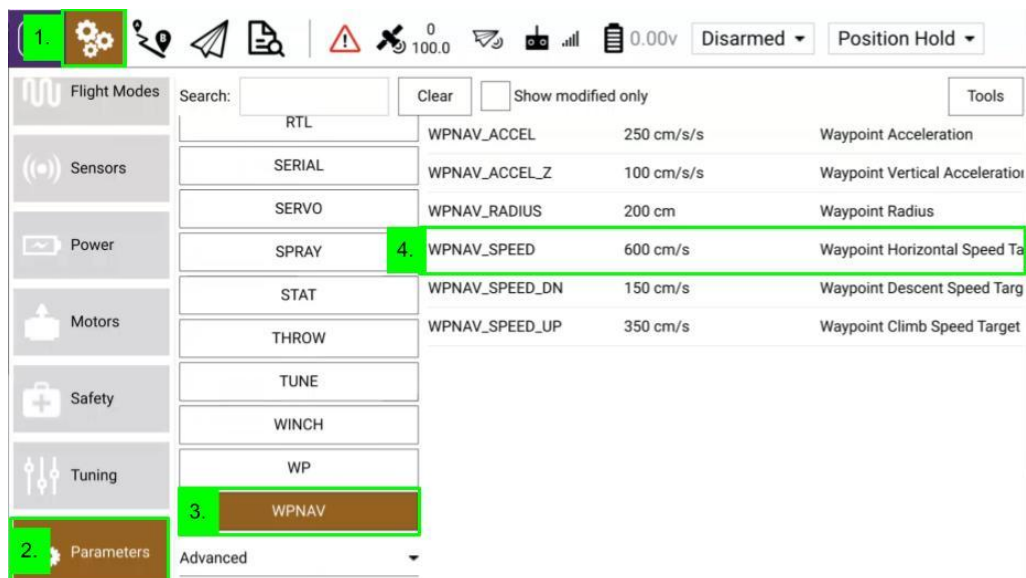 1.
0
100.0
0.00v
Disarmed
Position Hold
Flight Modes
Sensors
Power
Motors
Safety
Tuning
2.
Parameters
Search:
Clear
Show modified only
Tools
RTL
SERIAL
SERVO
SPRAY
STAT
THROW
TUNE
WINCH
WP
3.
WPNAV
Advanced
WPNAV_ACCEL 250 cm/s/s Waypoint Acceleration
WPNAV_ACCEL_Z 100 cm/s/s Waypoint Vertical Acceleration
WPNAV_RADIUS 200 cm Waypoint Radius
4. WPNAV_SPEED 600 cm/s Waypoint Horizontal Speed Ta
WPNAV_SPEED_DN 150 cm/s Waypoint Descent Speed Targ
WPNAV_SPEED_UP 350 cm/s Waypoint Climb Speed Target